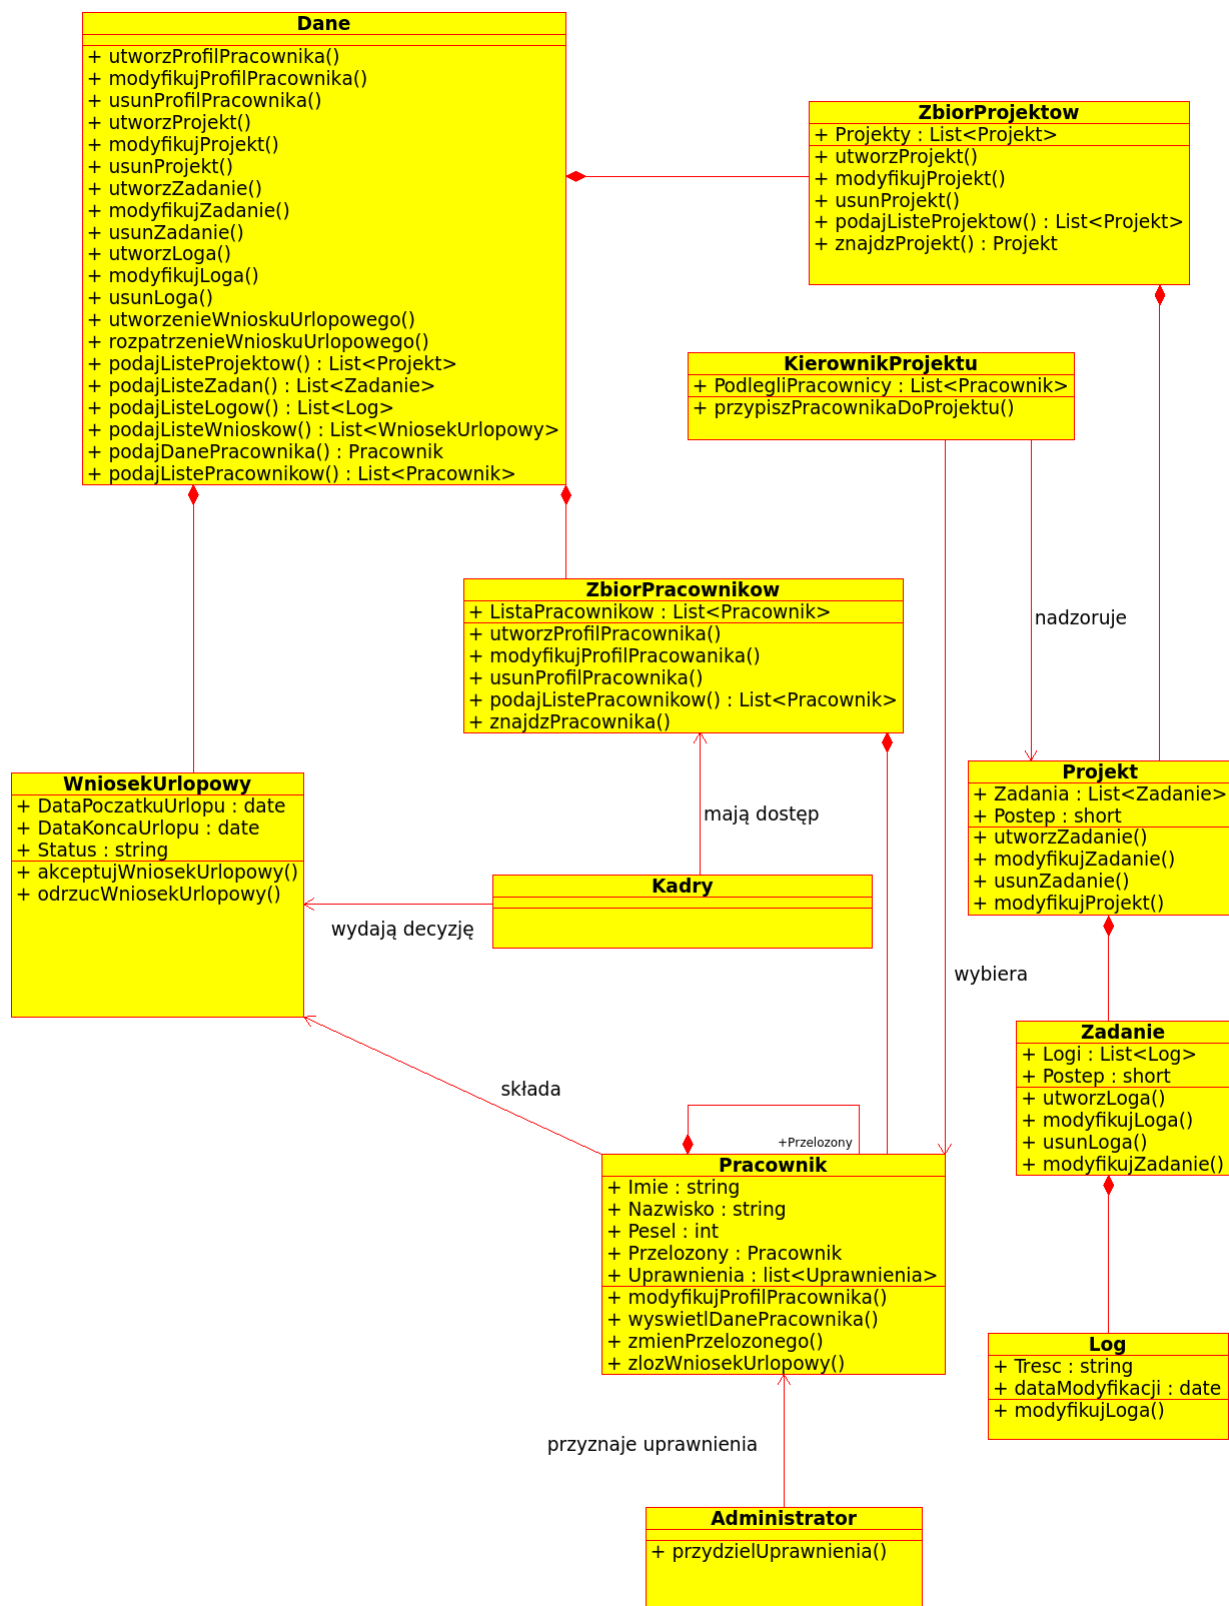 Dane
+ utworzProfilPracownika()
+ modyfikujProfilPracownika()
+ usunProfilPracownika()
+ utworzProjekt()
+ modyfikujProjekt()
+ usunProjekt()
+ utworzZadanie()
+ modyfikujZadanie()
+ usunZadanie()
+ utworzLoga()
+ modyfikujLoga()
+ usunLoga()
+ utworzenieWnioskuUrlopowego()
+ rozpatrzenieWnioskuUrlopowego()
+ podajListeProjektow() : List<Projekt>
+ podajListeZadan() : List<Zadanie>
+ podajListeLogow() : List<Log>
+ podajListeWnioskow() : List<WniosekUrlopowy>
+ podajDanePracownika() : Pracownik
+ podajListePracownikow() : List<Pracownik>
ZbiorProjektow
+ Projekty : List<Projekt>
+ utworzProjekt()
+ modyfikujProjekt()
+ usunProjekt()
+ podajListeProjektow() : List<Projekt>
+ znajdzProjekt() : Projekt
KierownikProjektu
+ PodlegliPracownicy : List<Pracownik>
+ przypiszPracownikaDoProjektu()
ZbiorPracownikow
+ ListaPracownikow : List<Pracownik>
+ utworzProfilPracownika()
+ modyfikujProfilPracowanika()
+ usunProfilPracownika()
+ podajListePracownikow() : List<Pracownik>
+ znajdzPracownika()
nadzoruje
WniosekUrlopowy
+ DataPoczatkuUrlopu : date
+ DataKoncaUrlopu : date
+ Status : string
+ akceptujWniosekUrlopowy()
+ odrzucWniosekUrlopowy()
mają dostęp
Kadry
wydają decyzję
Projekt
+ Zadania : List<Zadanie>
+ Postep : short
+ utworzZadanie()
+ modyfikujZadanie()
+ usunZadanie()
+ modyfikujProjekt()
wybiera
Zadanie
+ Logi : List<Log>
+ Postep : short
+ utworzLoga()
+ modyfikujLoga()
+ usunLoga()
+ modyfikujZadanie()
składa
+Przelozony
Pracownik
+ Imie : string
+ Nazwisko : string
+ Pesel : int
+ Przelozony : Pracownik
+ Uprawnienia : list<Uprawnienia>
+ modyfikujProfilPracownika()
+ wyswietlDanePracownika()
+ zmienPrzelozonego()
+ zlozWniosekUrlopowy()
Log
+ Tresc : string
+ dataModyfikacji : date
+ modyfikujLoga()
przyznaje uprawnienia
Administrator
+ przydzielUprawnienia()